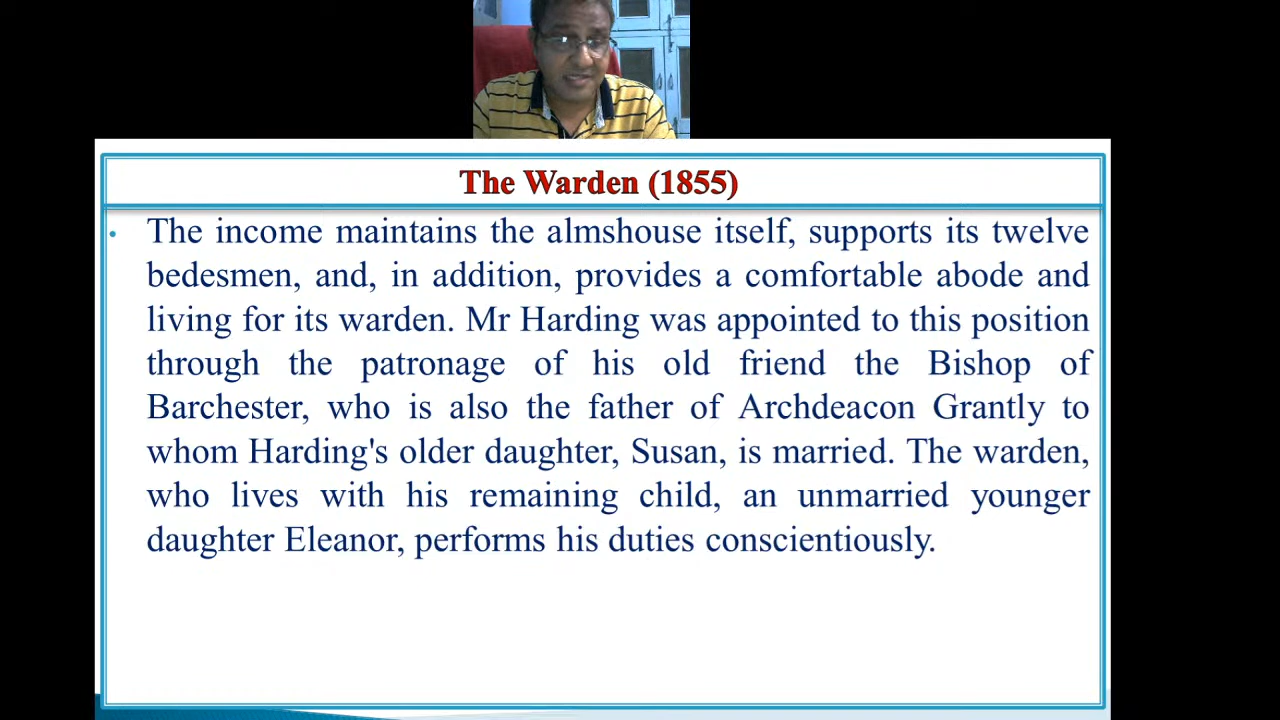 The Warden (1855)
• The income maintains the almshouse itself, supports its twelve
bedesmen, and, in addition, provides a comfortable abode and
living for its warden. Mr Harding was appointed to this position
through the patronage of his old friend the Bishop of
Barchester, who is also the father of Archdeacon Grantly to
whom Harding's older daughter, Susan, is married. The warden,
who lives with his remaining child, an unmarried younger
daughter Eleanor, performs his duties conscientiously.